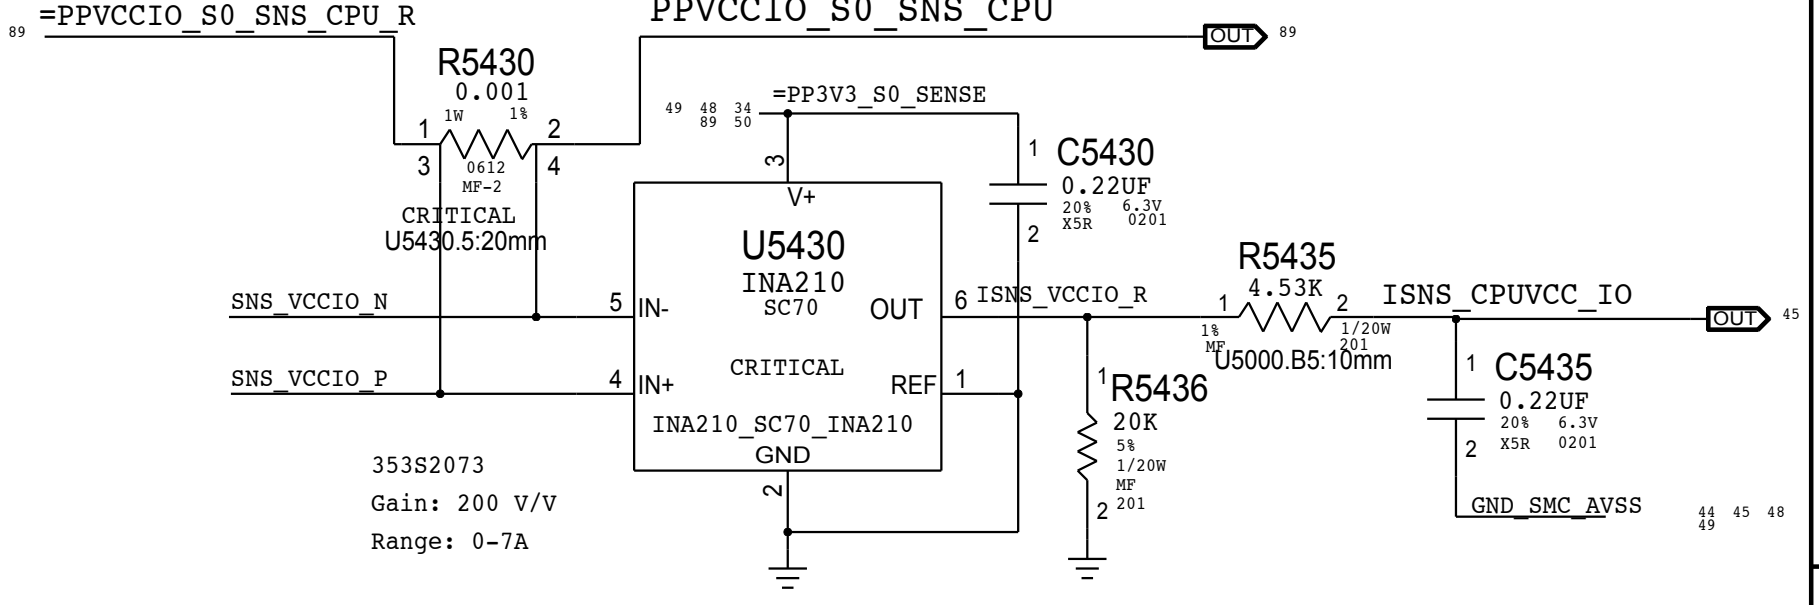 =PPVCCIO_S0_SNS_CPU_R
PPVCCIO_S0_SNS_CPU
89
OUT 89
R5430
0.001
1W 1%
1 2
3 4
0612
MF-2
CRITICAL
U5430.5:20mm
=PP3V3_S0_SENSE
49 48 34
89 50
3
V+
1
C5430
0.22UF
20% 6.3V
X5R 0201
2
U5430
INA210
SC70
SNS_VCCIO_N
5 IN-
OUT 6
ISNS_VCCIO_R
R5435
4.53K
1 2
1%
MF
1/20W
201
U5000.B5:10mm
ISNS_CPUVCC_IO
OUT 45
CRITICAL
SNS_VCCIO_P
4 IN+
REF 1
INA210_SC70_INA210
GND
2
1
R5436
20K
5%
1/20W
MF
201
2
1
C5435
0.22UF
20% 6.3V
X5R 0201
2
GND_SMC_AVSS
44 45 48
49
353S2073
Gain: 200 V/V
Range: 0-7A